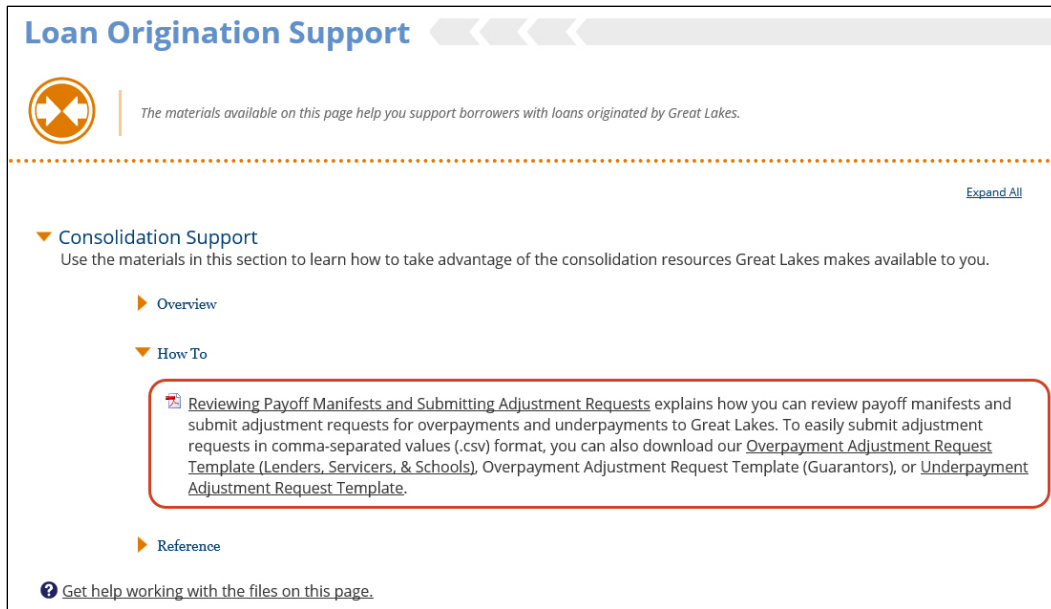 Loan Origination Support
The materials available on this page help you support borrowers with loans originated by Great Lakes.
Expand All
Consolidation Support
Use the materials in this section to learn how to take advantage of the consolidation resources Great Lakes makes available to you.
Overview
How To
Reviewing Payoff Manifests and Submitting Adjustment Requests explains how you can review payoff manifests and
submit adjustment requests for overpayments and underpayments to Great Lakes. To easily submit adjustment
requests in comma-separated values (.csv) format, you can also download our Overpayment Adjustment Request
Template (Lenders, Servicers, & Schools), Overpayment Adjustment Request Template (Guarantors), or Underpayment
Adjustment Request Template.
Reference
? Get help working with the files on this page.